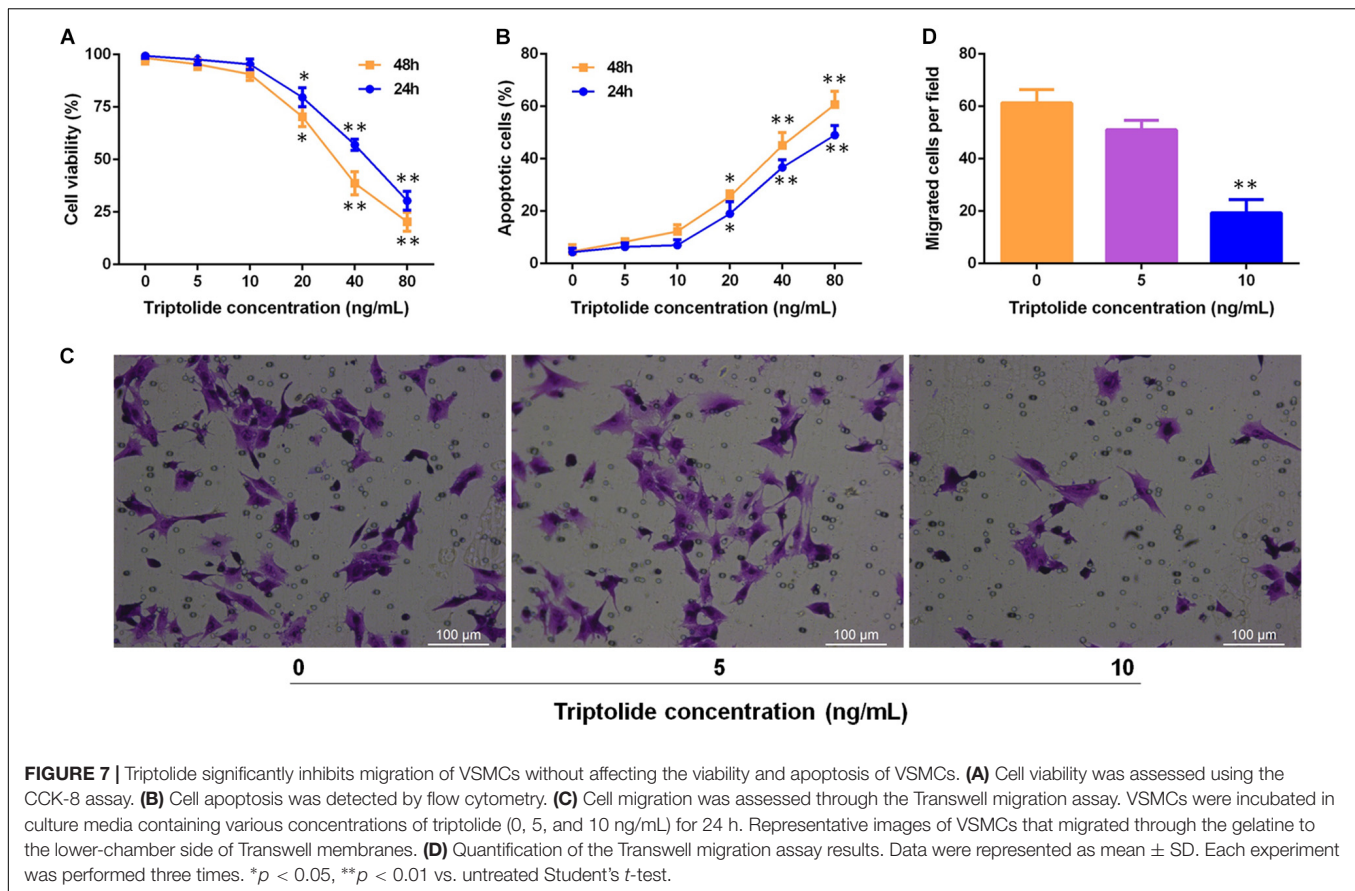 A
Cell viability (%)
100
75
50
25
0
48h
24h
*
*
**
**
**
**
0 5 10 20 40 80
Triptolide concentration (ng/mL)
B
Apoptotic cells (%)
80
60
40
20
0
48h
24h
*
*
**
**
**
**
0 5 10 20 40 80
Triptolide concentration (ng/mL)
D
Migrated cells per field
80
60
40
20
0
**
0 5 10
Triptolide concentration (ng/mL)
C
100 µm
100 µm
100 µm
0 5 10
Triptolide concentration (ng/mL)
FIGURE 7 | Triptolide significantly inhibits migration of VSMCs without affecting the viability and apoptosis of VSMCs. (A) Cell viability was assessed using the
CCK-8 assay. (B) Cell apoptosis was detected by flow cytometry. (C) Cell migration was assessed through the Transwell migration assay. VSMCs were incubated in
culture media containing various concentrations of triptolide (0, 5, and 10 ng/mL) for 24 h. Representative images of VSMCs that migrated through the gelatine to
the lower-chamber side of Transwell membranes. (D) Quantification of the Transwell migration assay results. Data were represented as mean ± SD. Each experiment
was performed three times. *p < 0.05, **p < 0.01 vs. untreated Student's t-test.